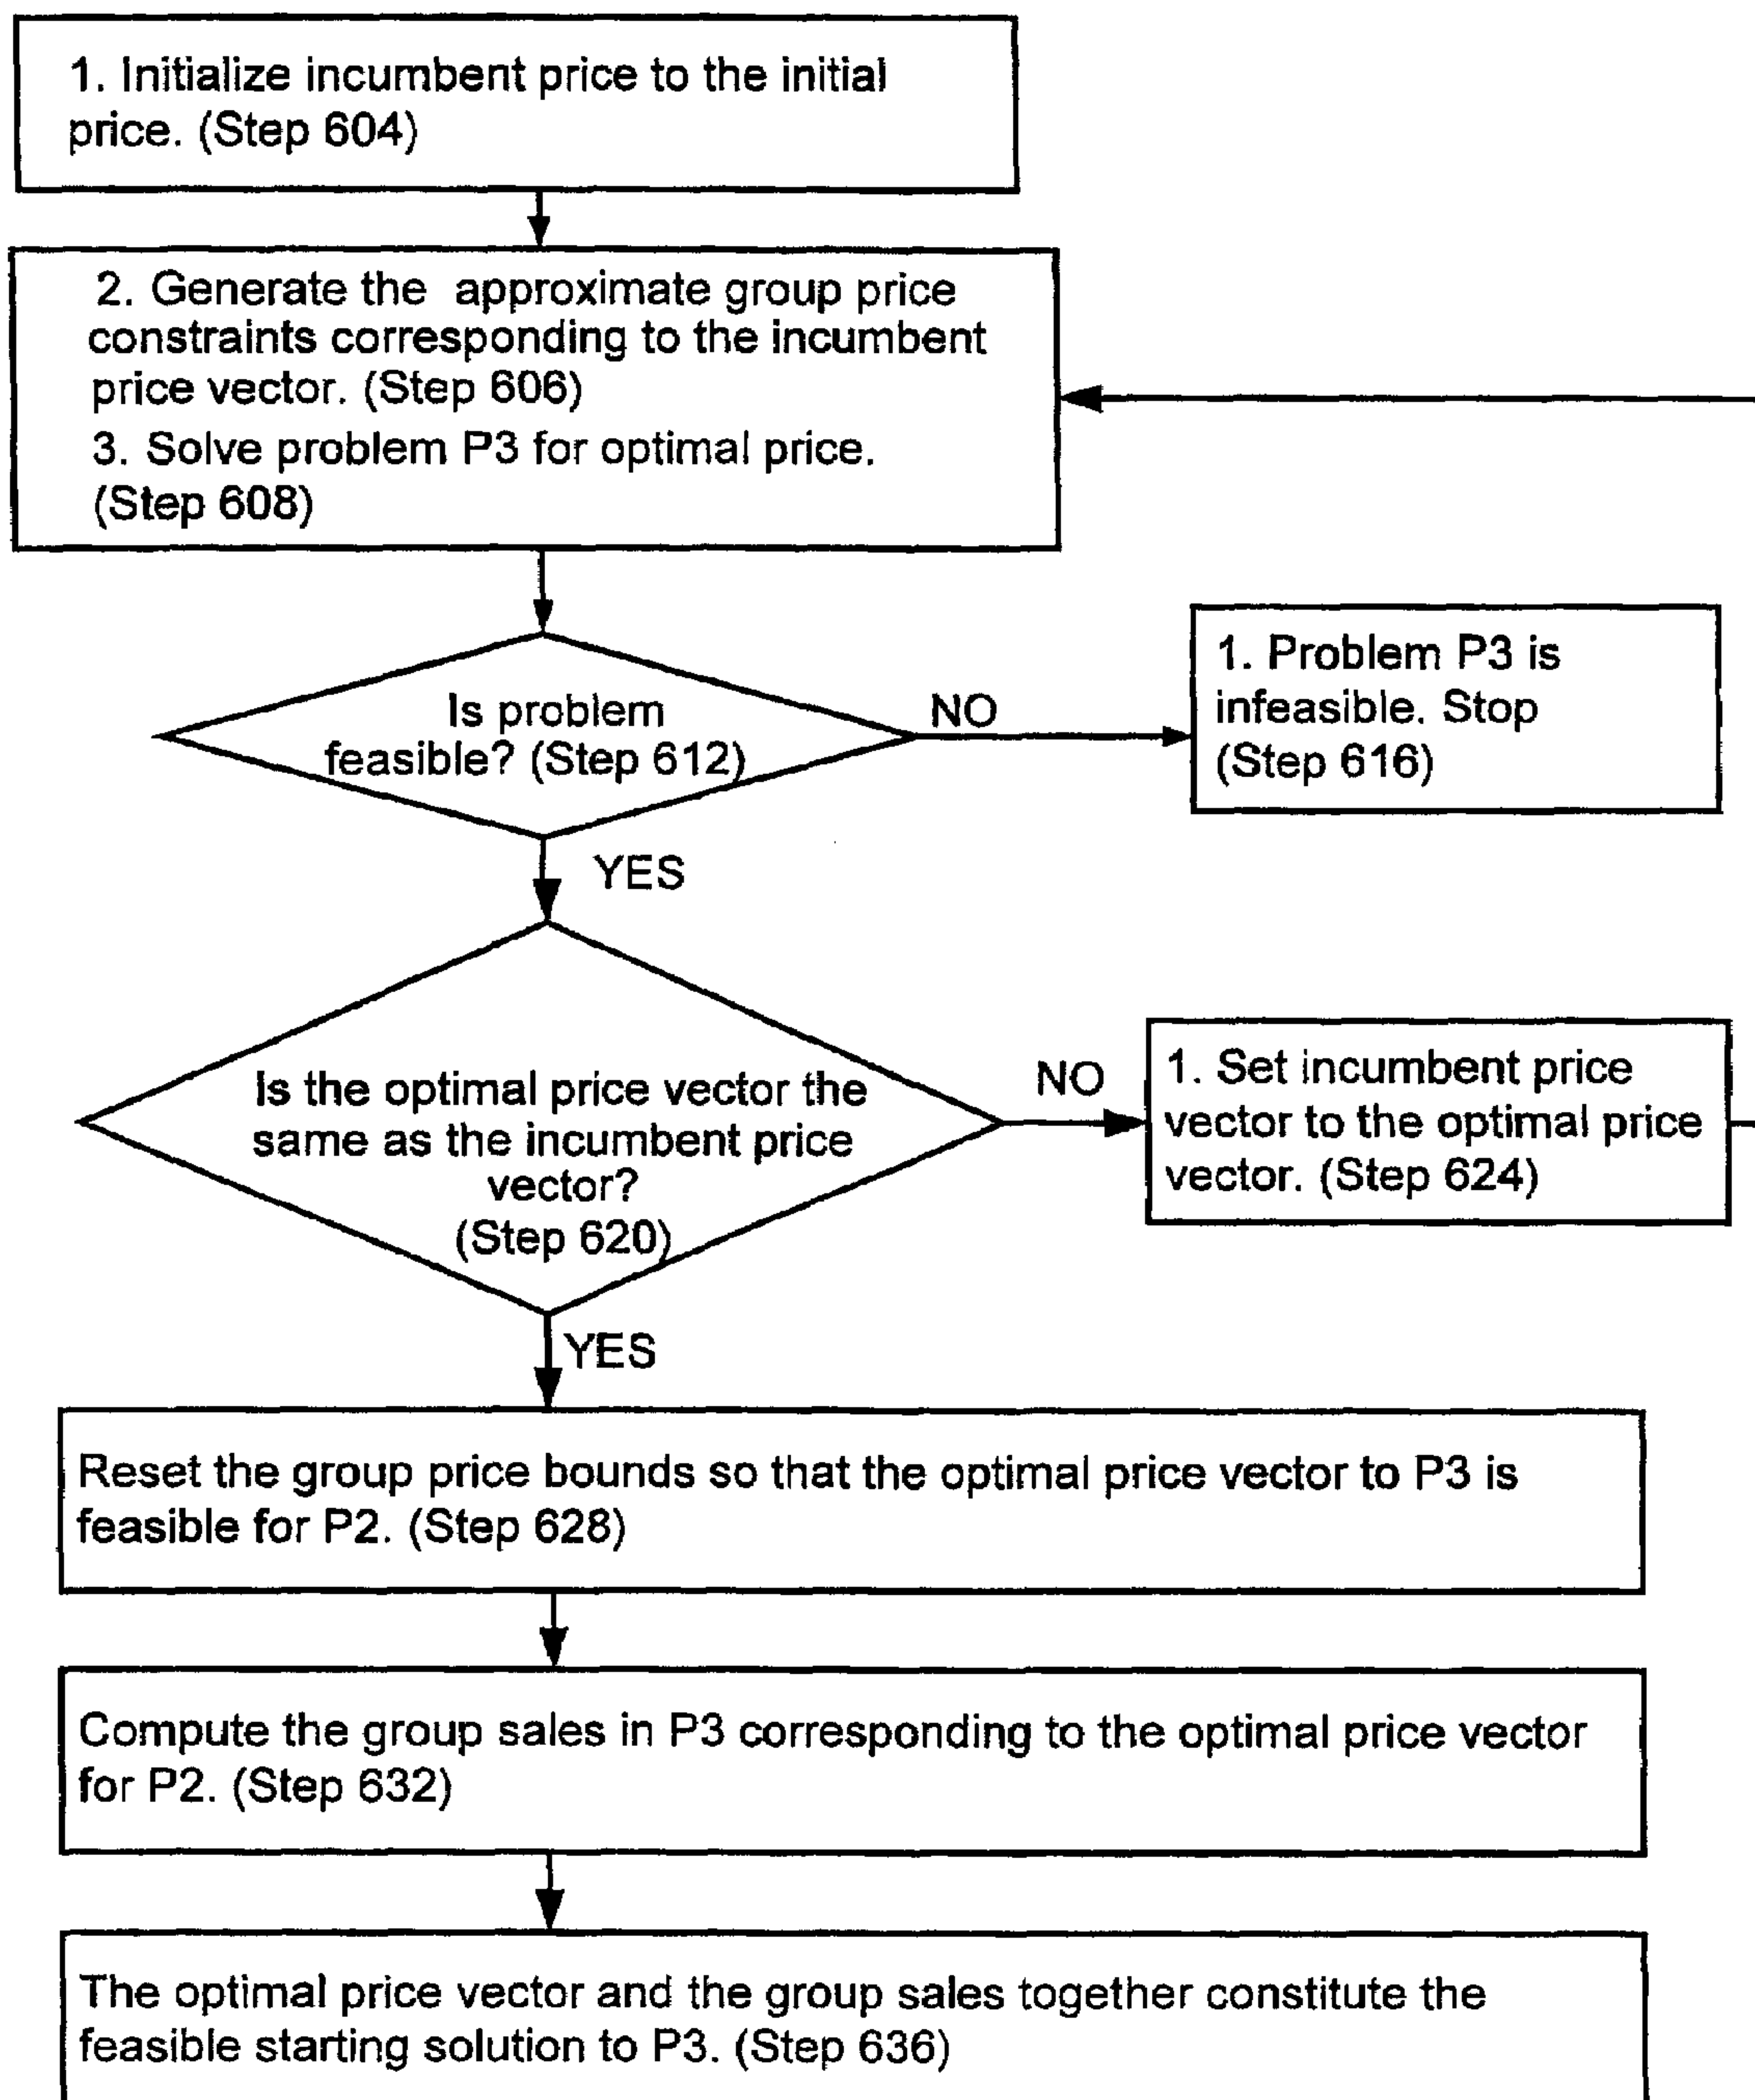 1. Initialize incumbent price to the initial
price. (Step 604)
2. Generate the approximate group price
constraints corresponding to the incumbent
price vector. (Step 606)
3. Solve problem P3 for optimal price.
(Step 608)
Is problem
feasible? (Step 612)
NO
1. Problem P3 is
infeasible. Stop
(Step 616)
YES
Is the optimal price vector the
same as the incumbent price
vector?
(Step 620)
NO
1. Set incumbent price
vector to the optimal price
vector. (Step 624)
YES
Reset the group price bounds so that the optimal price vector to P3 is
feasible for P2. (Step 628)
Compute the group sales in P3 corresponding to the optimal price vector
for P2. (Step 632)
The optimal price vector and the group sales together constitute the
feasible starting solution to P3. (Step 636)